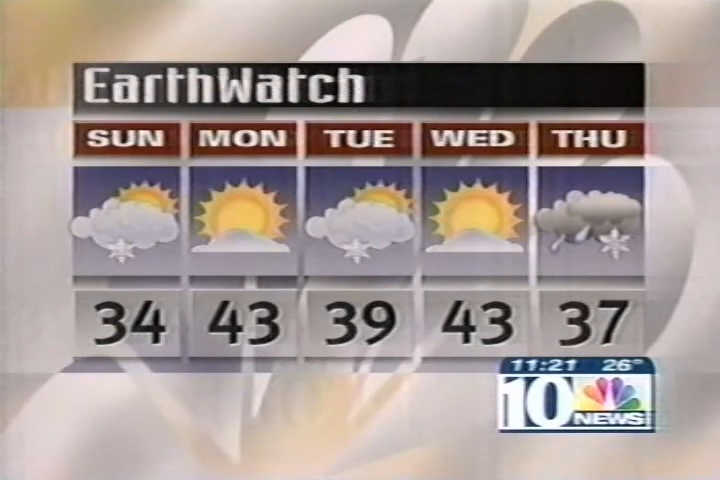 EarthWatch
SUN MON TUE WED THU
34 43 39 43 37
11:21 26°
10
NEWS